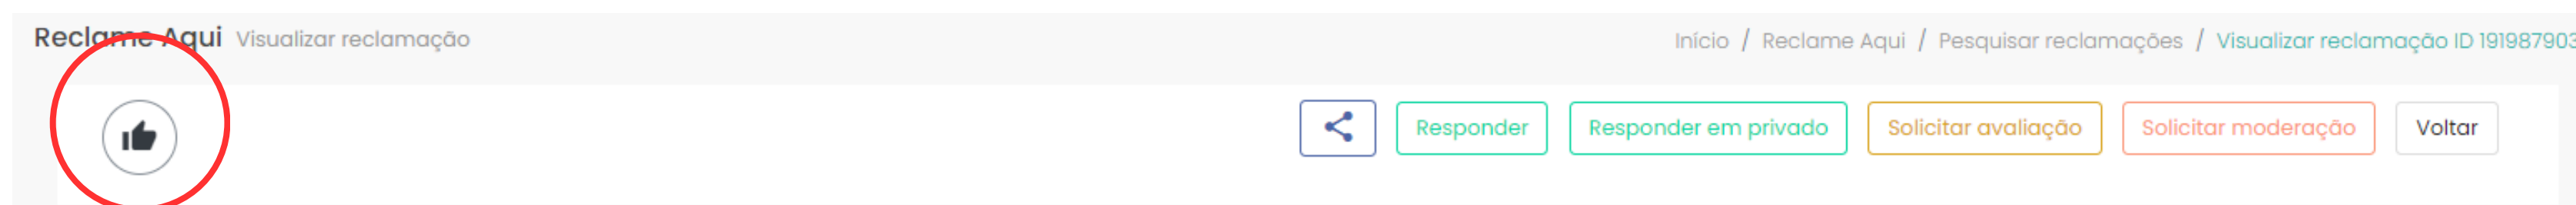 Reclame Aqui Visualizar reclamação
Início / Reclame Aqui / Pesquisar reclamações / Visualizar reclamação ID 191987903
Responder Responder em privado Solicitar avaliação Solicitar moderação Voltar